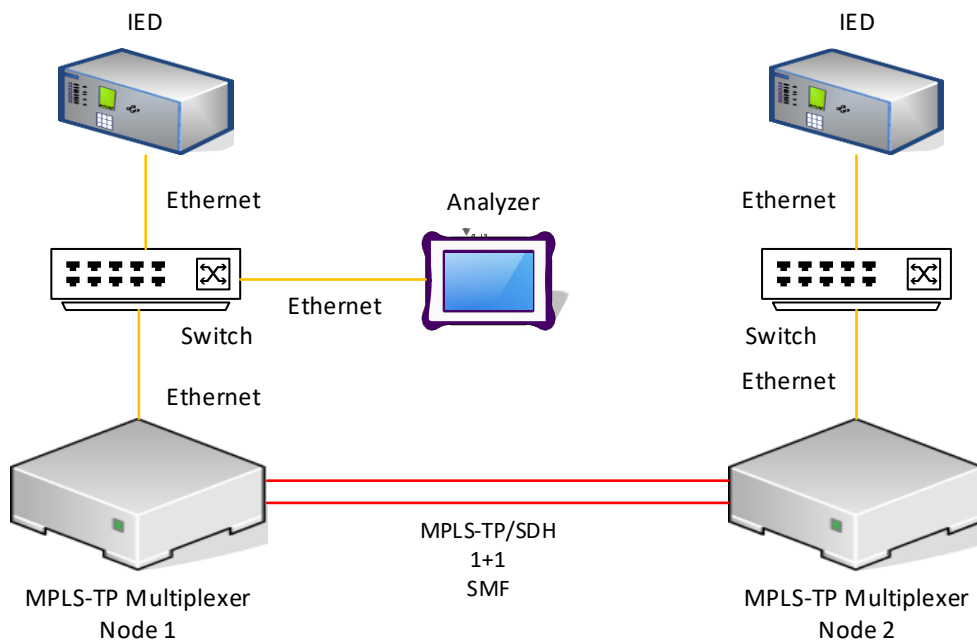 IED
IED
Ethernet
Analyzer
Ethernet
Ethernet
Switch
Switch
Ethernet
Ethernet
MPLS-TP/SDH
1+1
SMF
MPLS-TP Multiplexer
Node 1
MPLS-TP Multiplexer
Node 2